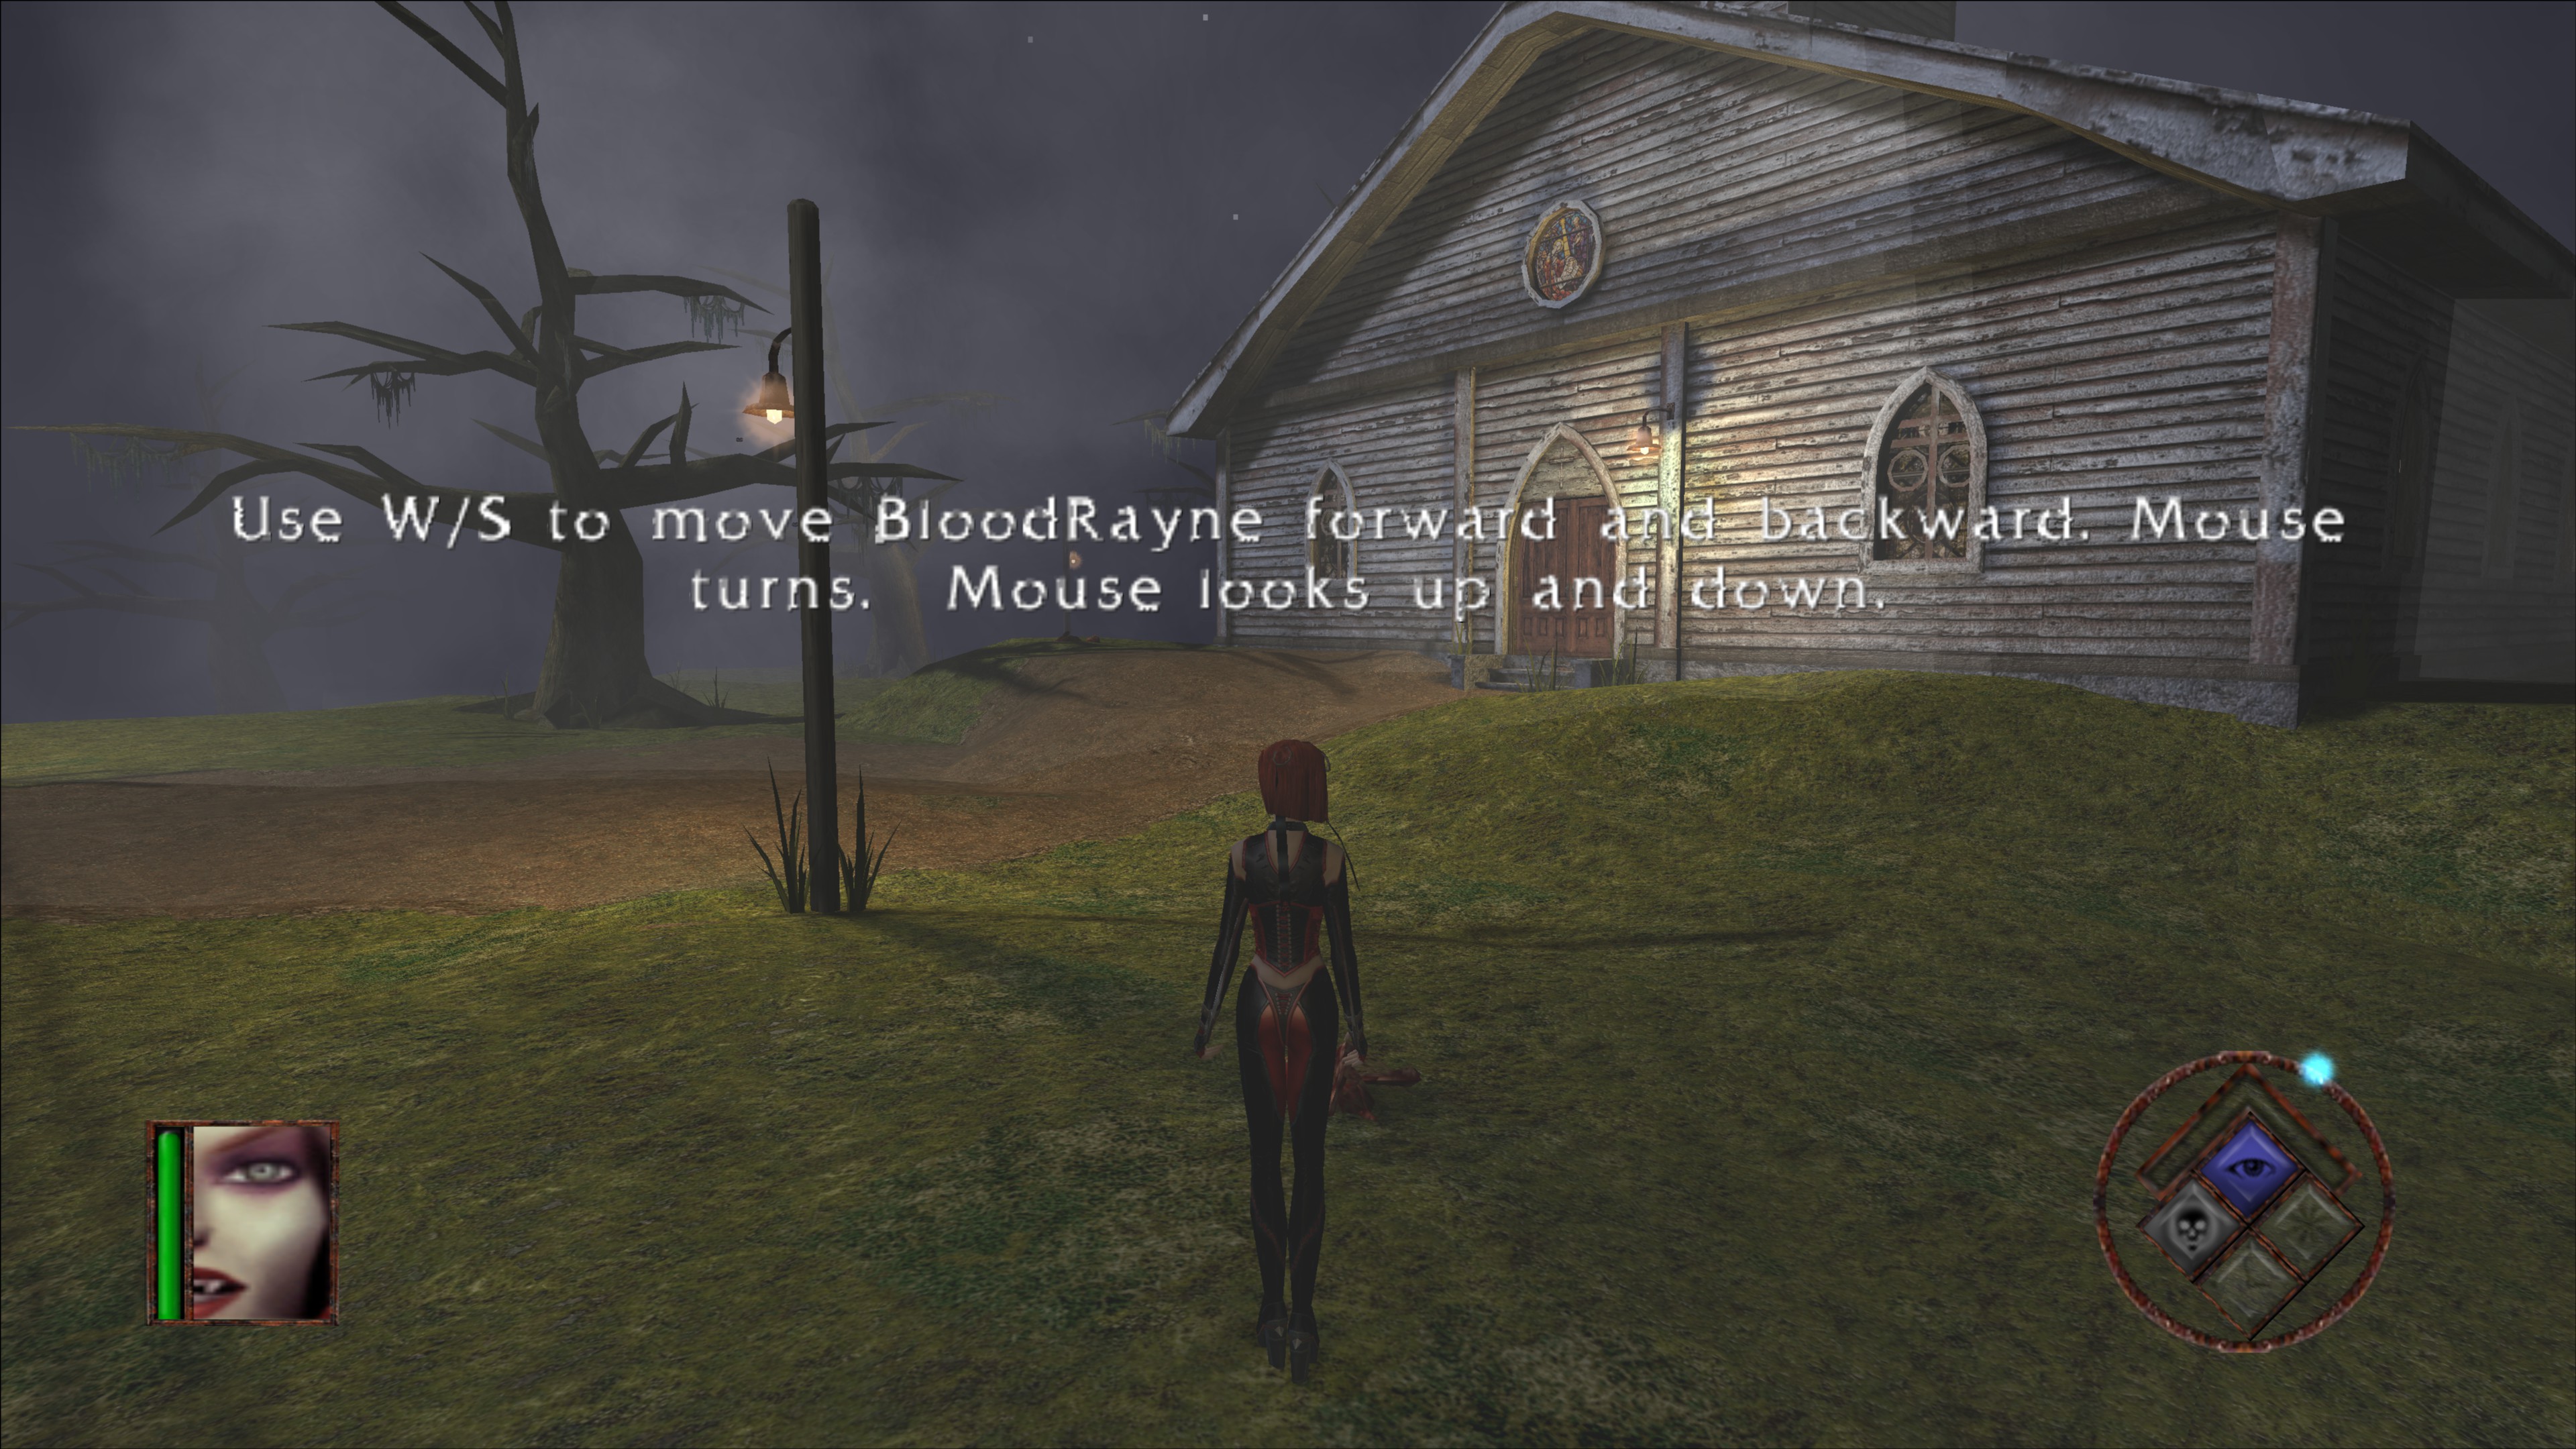 Use W/S to move BloodRayne forward and backward. Mouse
turns.  Mouse looks up and down.